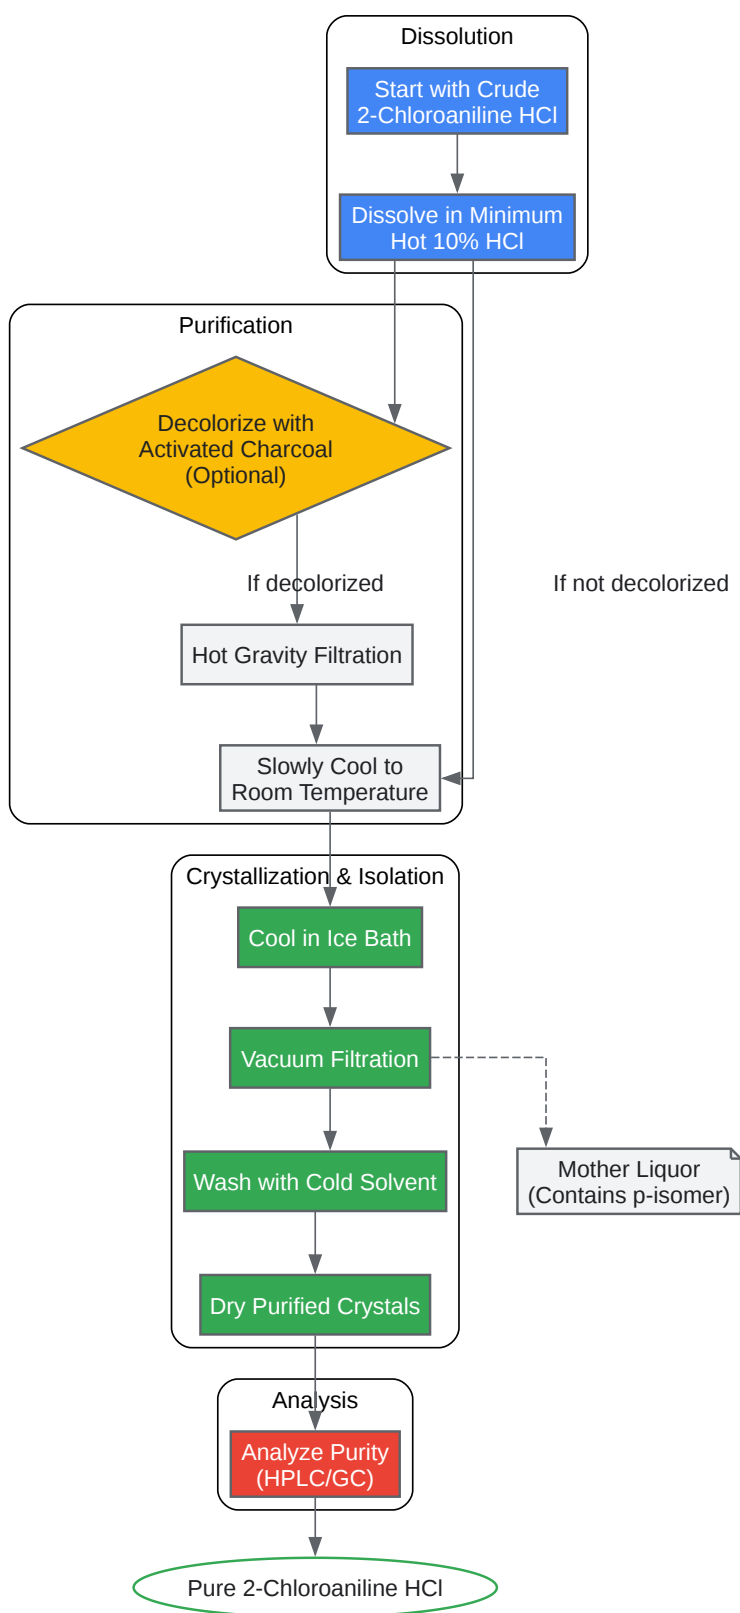 Dissolution
Start with Crude
2-Chloroaniline HCl
Dissolve in Minimum
Hot 10% HCl
Purification
Decolorize with
Activated Charcoal
(Optional)
If decolorized
If not decolorized
Hot Gravity Filtration
Slowly Cool to
Room Temperature
Crystallization & Isolation
Cool in Ice Bath
Vacuum Filtration
Mother Liquor
(Contains p-isomer)
Wash with Cold Solvent
Dry Purified Crystals
Analysis
Analyze Purity
(HPLC/GC)
Pure 2-Chloroaniline HCl